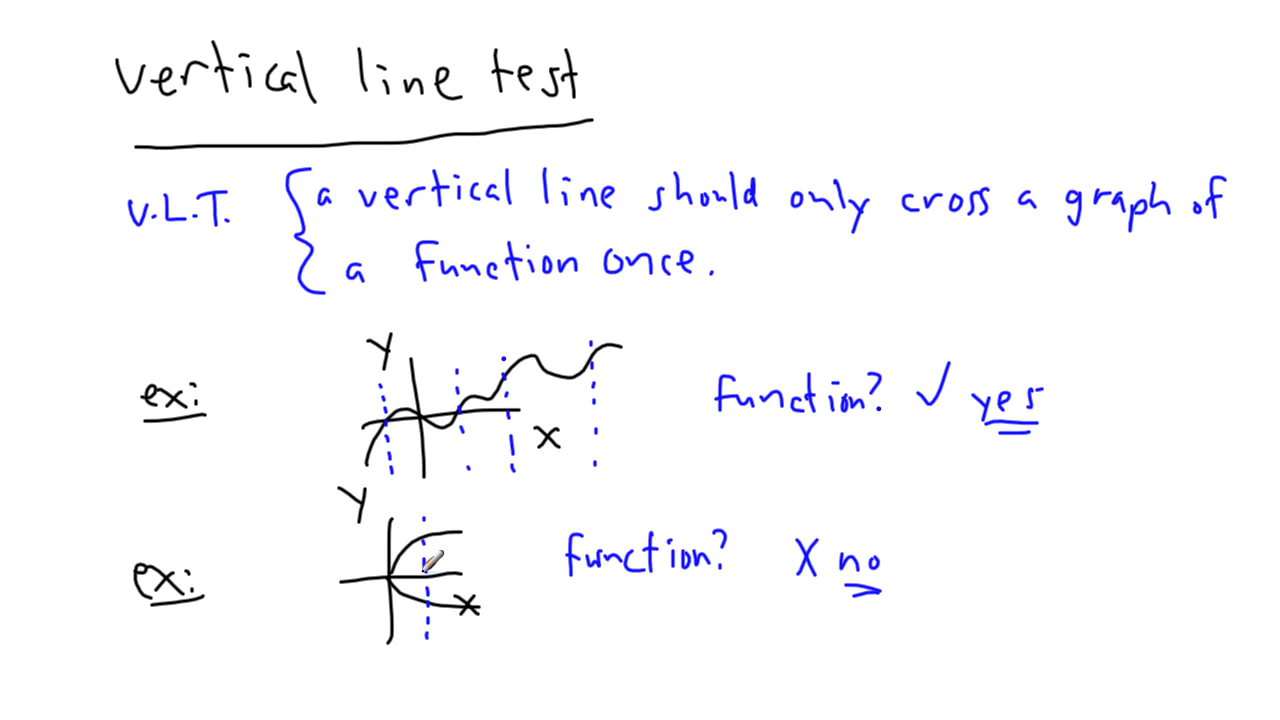 vertical line test
V.L.T. { a vertical line should only cross a graph of
a function once.
y
ex:
x
function? ✓ yes
y
ex:
x
function? X no